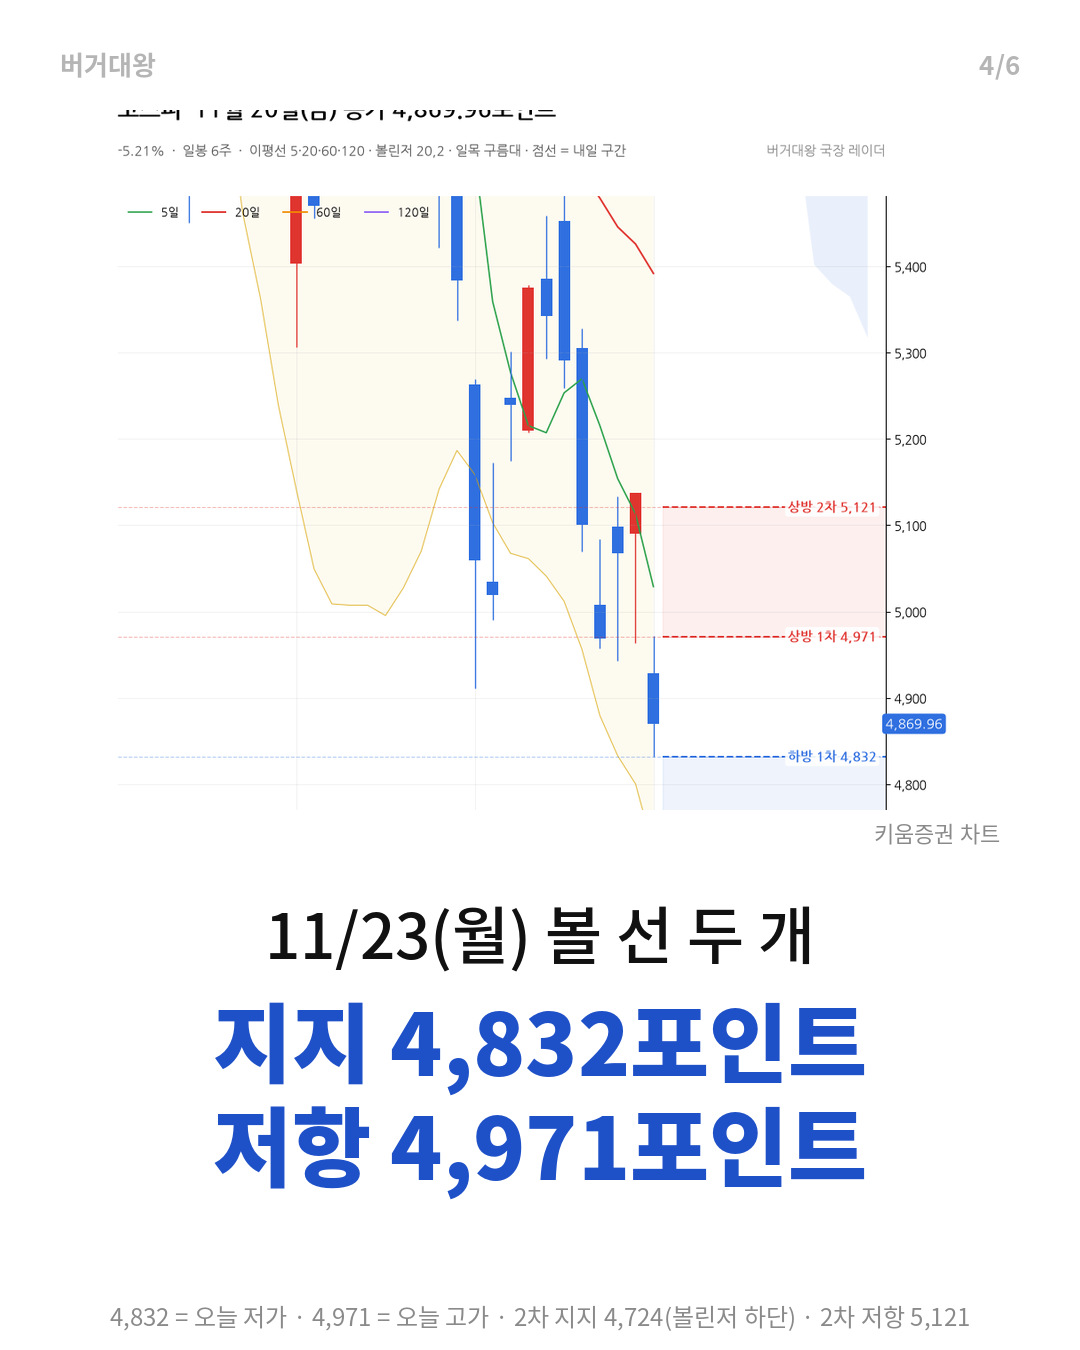 버거대왕
4/6
-5.21% · 일봉 6주 · 이평선 5·20·60·120 · 볼린저 20,2 · 일목 구름대 · 점선 = 내일 구간
버거대왕 국장 레이더
5일 20일 60일 120일
5,400
5,300
5,200
상방 2차 5,121
5,100
5,000
상방 1차 4,971
4,900
4,869.96
하방 1차 4,832
4,800
키움증권 차트
11/23(월) 볼 선 두 개
지지 4,832포인트
저항 4,971포인트
4,832 = 오늘 저가 · 4,971 = 오늘 고가 · 2차 지지 4,724(볼린저 하단) · 2차 저항 5,121